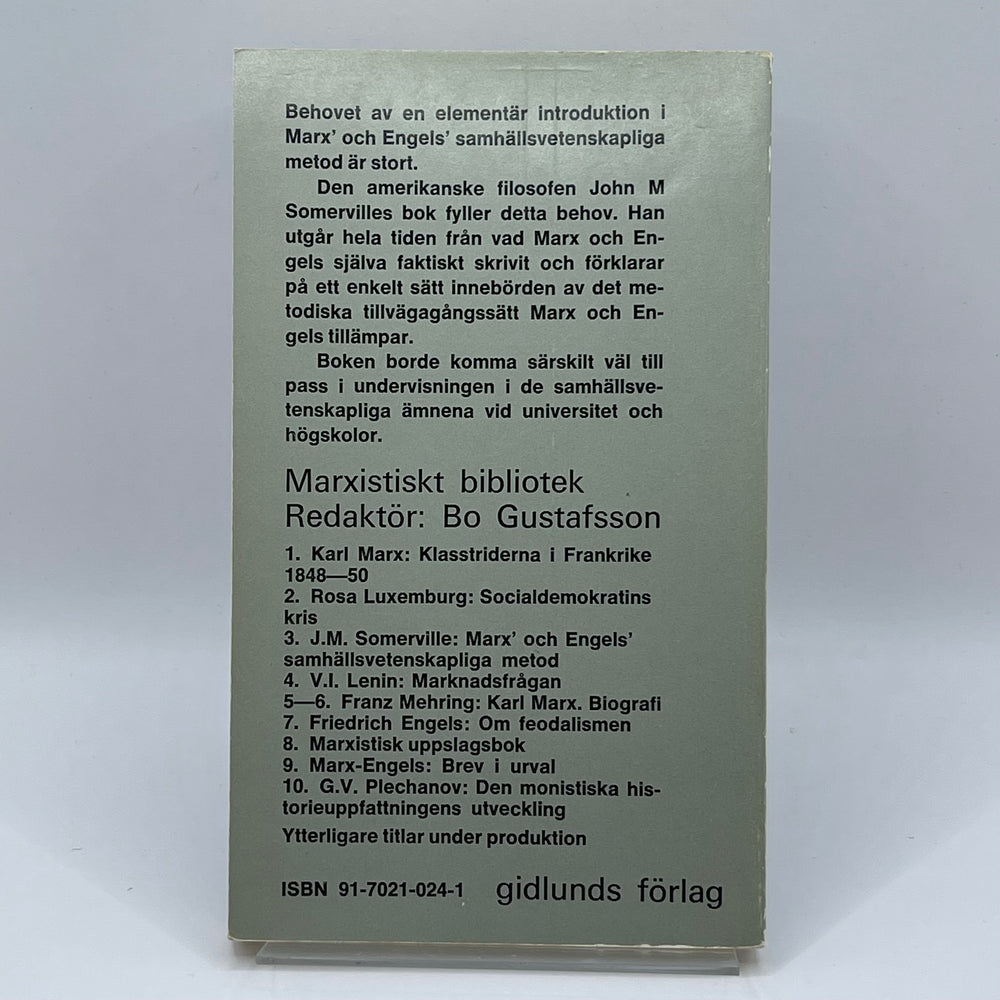 Behovet av en elementär introduktion i
Marx' och Engels' samhällsvetenskapliga
metod är stort.
Den amerikanske filosofen John M
Somervilles bok fyller detta behov. Han
utgår hela tiden från vad Marx och En-
gels själva faktiskt skrivit och förklarar
på ett enkelt sätt innebörden av det me-
todiska tillvägagångssätt Marx och En-
gels tillämpar.
Boken borde komma särskilt väl till
pass i undervisningen i de samhällsve-
tenskapliga ämnena vid universitet och
högskolor.
Marxistiskt bibliotek
Redaktör: Bo Gustafsson
1. Karl Marx: Klasstriderna i Frankrike
1848—50
2. Rosa Luxemburg: Socialdemokratins
kris
3. J.M. Somerville: Marx' och Engels'
samhällsvetenskapliga metod
4. V.I. Lenin: Marknadsfrågan
5—6. Franz Mehring: Karl Marx. Biografi
7. Friedrich Engels: Om feodalismen
8. Marxistisk uppslagsbok
9. Marx-Engels: Brev i urval
10. G.V. Plechanov: Den monistiska his-
torieuppfattningens utveckling
Ytterligare titlar under produktion
ISBN 91-7021-024-1 gidlunds förlag